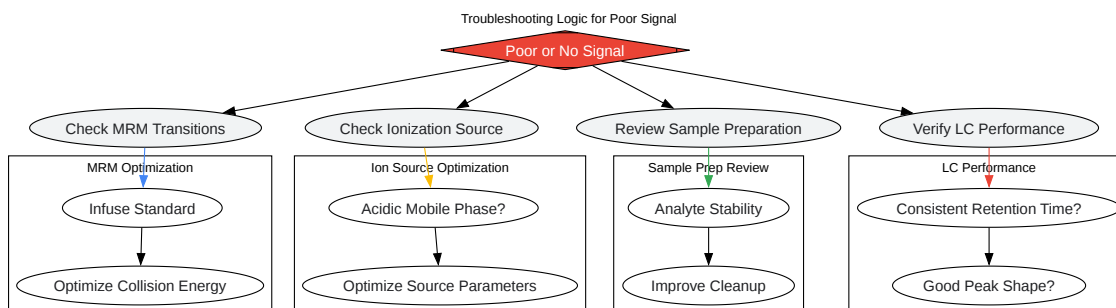 Troubleshooting Logic for Poor Signal
Poor or No Signal
Check MRM Transitions
Check Ionization Source
Review Sample Preparation
Verify LC Performance
MRM Optimization
Ion Source Optimization
Sample Prep Review
LC Performance
Infuse Standard
Acidic Mobile Phase?
Analyte Stability
Consistent Retention Time?
Optimize Collision Energy
Optimize Source Parameters
Improve Cleanup
Good Peak Shape?